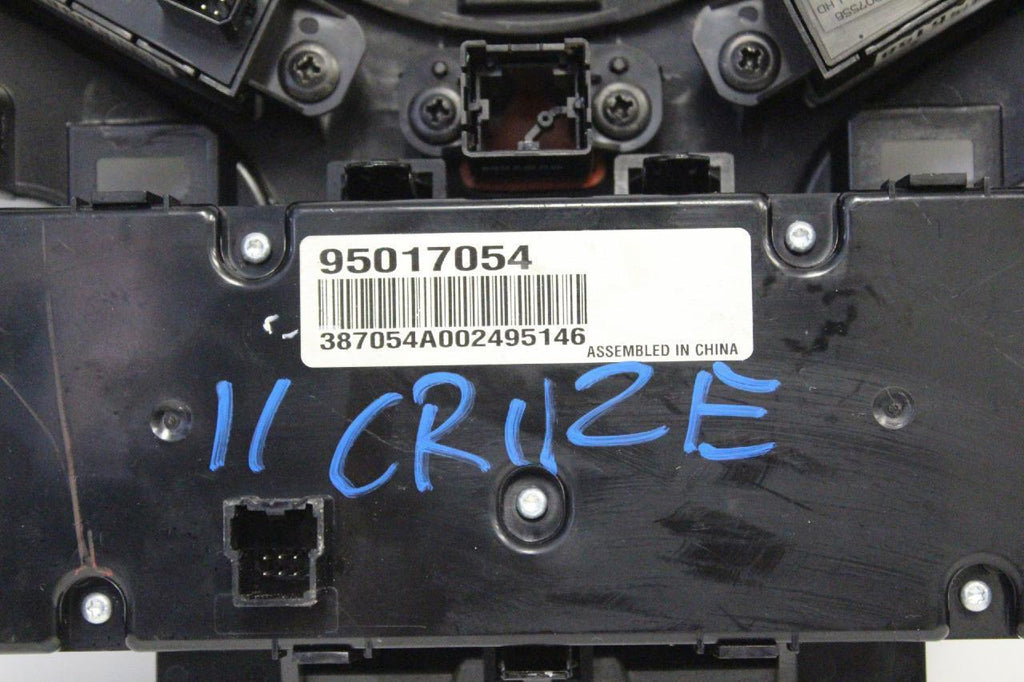 95017054
387054A002495146
ASSEMBLED IN CHINA
11 CRUZE